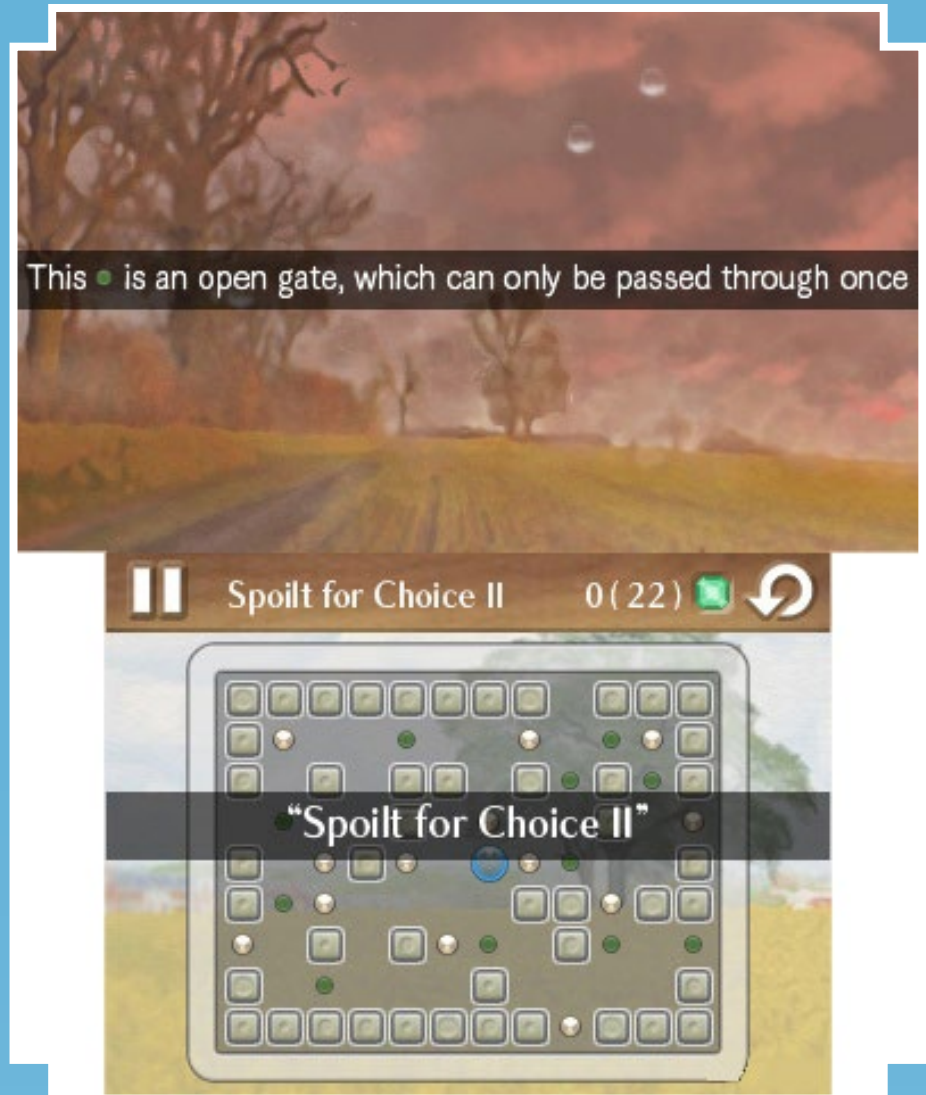 This ● is an open gate, which can only be passed through once
Spoilt for Choice II
0(22)
“Spoilt for Choice II”